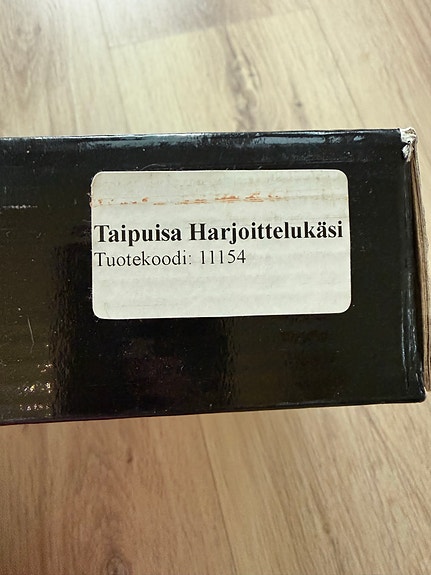 Taipuisa Harjoittelukäsi
Tuotekoodi: 11154